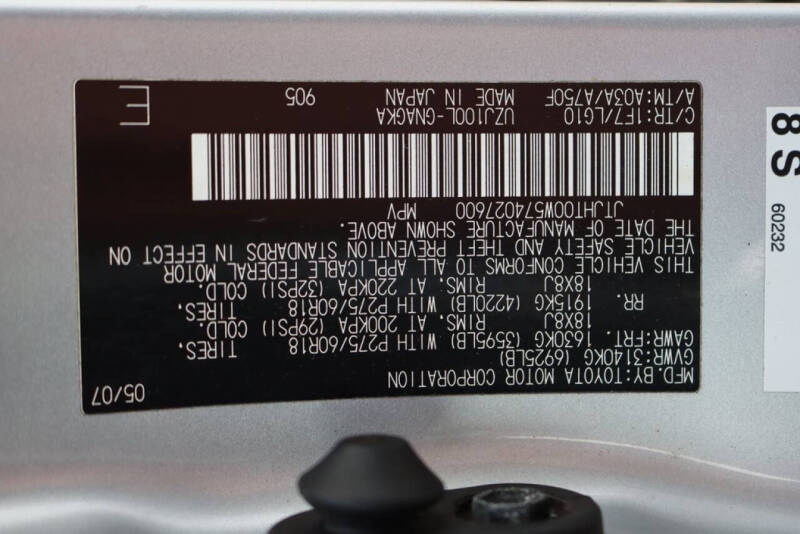 MFD.BY:TOYOTA MOTOR CORPORATION 05/07
GVWR:3140KG (6925LB)
GAWR:FRT. 1630KG (3595LB) WITH P275/60R18 TIRES.
18X8J RIMS AT 200KPA (29PSI) COLD.
RR. 1915KG (4220LB) WITH P275/60R18 TIRES.
18X8J RIMS AT 220KPA (32PSI) COLD.
THIS VEHICLE CONFORMS TO ALL APPLICABLE FEDERAL MOTOR
VEHICLE SAFETY AND THEFT PREVENTION STANDARDS IN EFFECT ON
THE DATE OF MANUFACTURE SHOWN ABOVE.
JTJHT00W574027600 MPV
C/TR:1F7/LG10 UZJ100L-GNAGKA
A/TM:A03A/A750F MADE IN JAPAN 905
E
8 S
60232